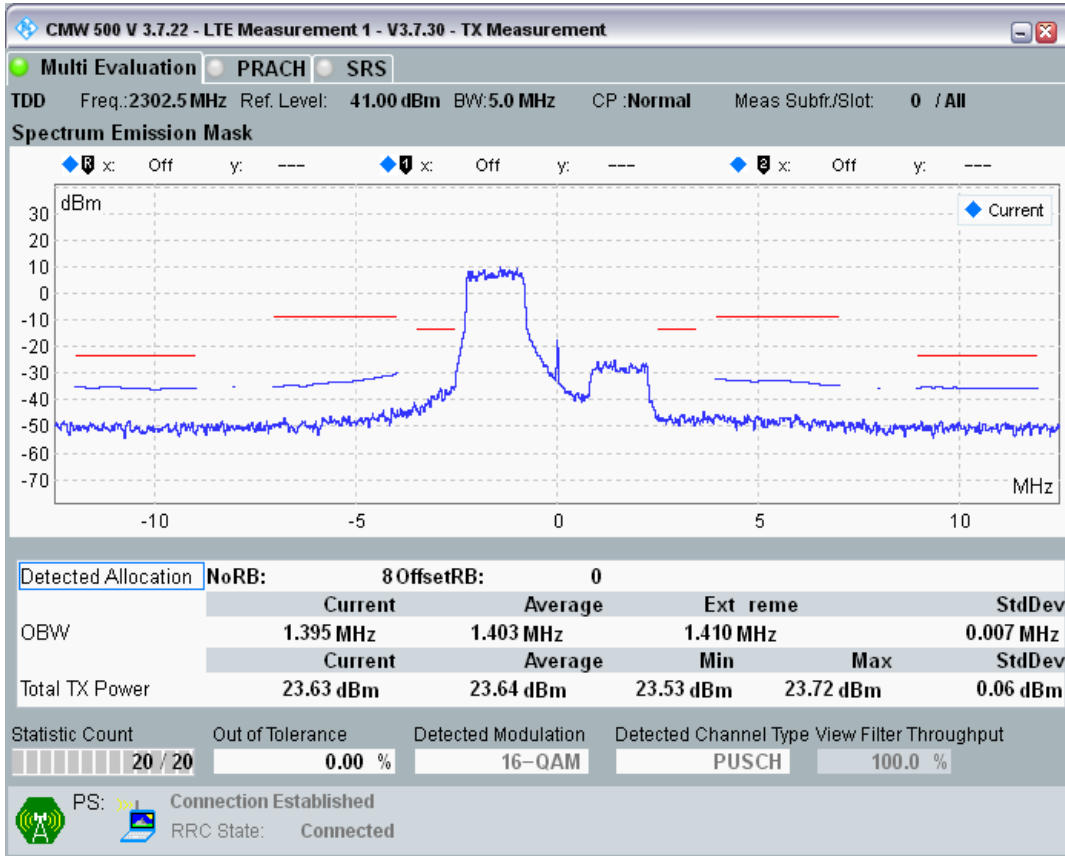 CMW 500 V 3.7.22 - LTE Measurement 1 - V3.7.30 - TX Measurement
Multi Evaluation PRACH SRS
TDD Freq.:2302.5 MHz Ref. Level: 41.00 dBm BW:5.0 MHz CP :Normal Meas Subfr./Slot: 0 / All
Spectrum Emission Mask
R x: Off y: --- 1 x: Off y: --- 2 x: Off y: ---
dBm
Current
30
20
10
0
-10
-20
-30
-40
-50
-60
-70
MHz
-10 -5 0 5 10
Detected Allocation NoRB: 8 OffsetRB: 0
Current Average Ext reme StdDev
OBW 1.395 MHz 1.403 MHz 1.410 MHz 0.007 MHz
Current Average Min Max StdDev
Total TX Power 23.63 dBm 23.64 dBm 23.53 dBm 23.72 dBm 0.06 dBm
Statistic Count Out of Tolerance Detected Modulation Detected Channel Type View Filter Throughput
20 / 20 0.00 % 16-QAM PUSCH 100.0 %
PS: Connection Established
RRC State: Connected